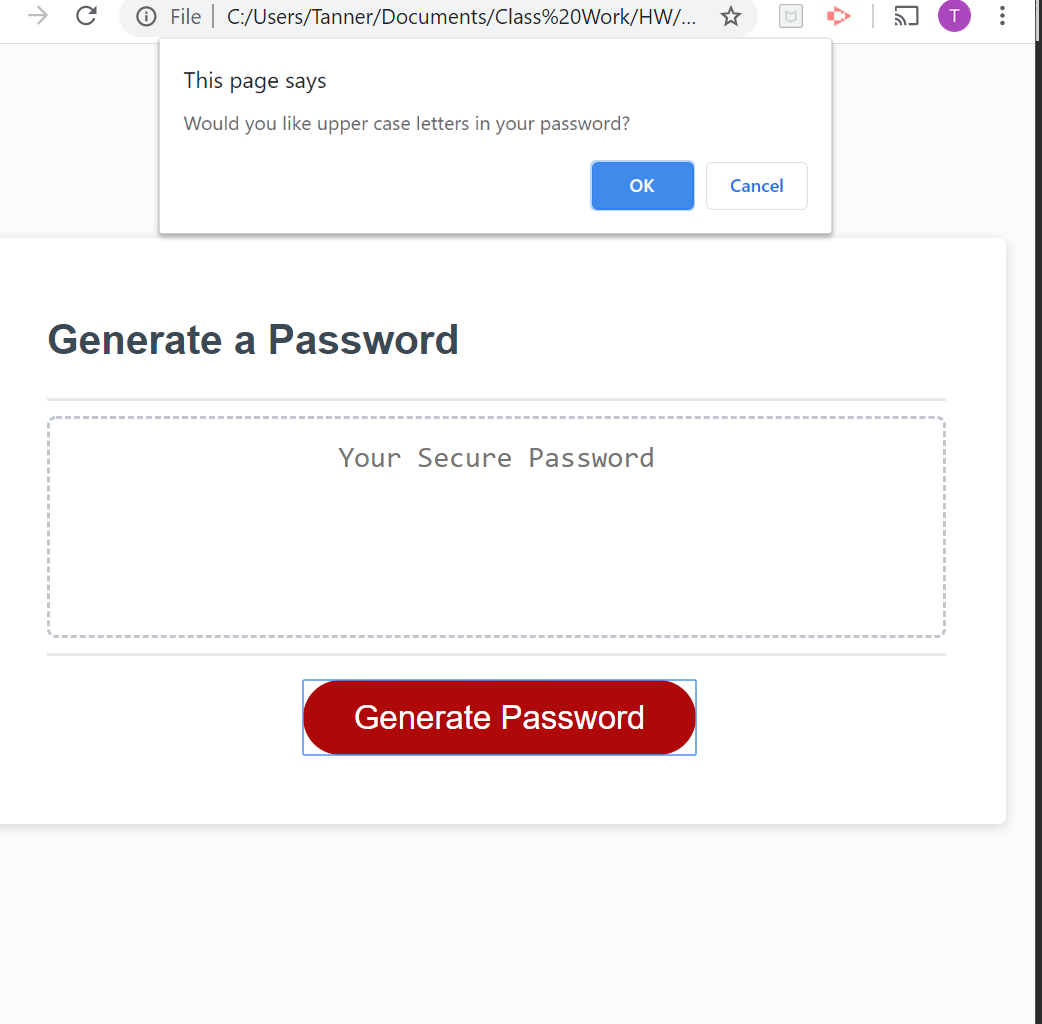 File C:/Users/Tanner/Documents/Class%20Work/HW/... T
This page says
Would you like upper case letters in your password?
OK Cancel
Generate a Password
Your Secure Password
Generate Password